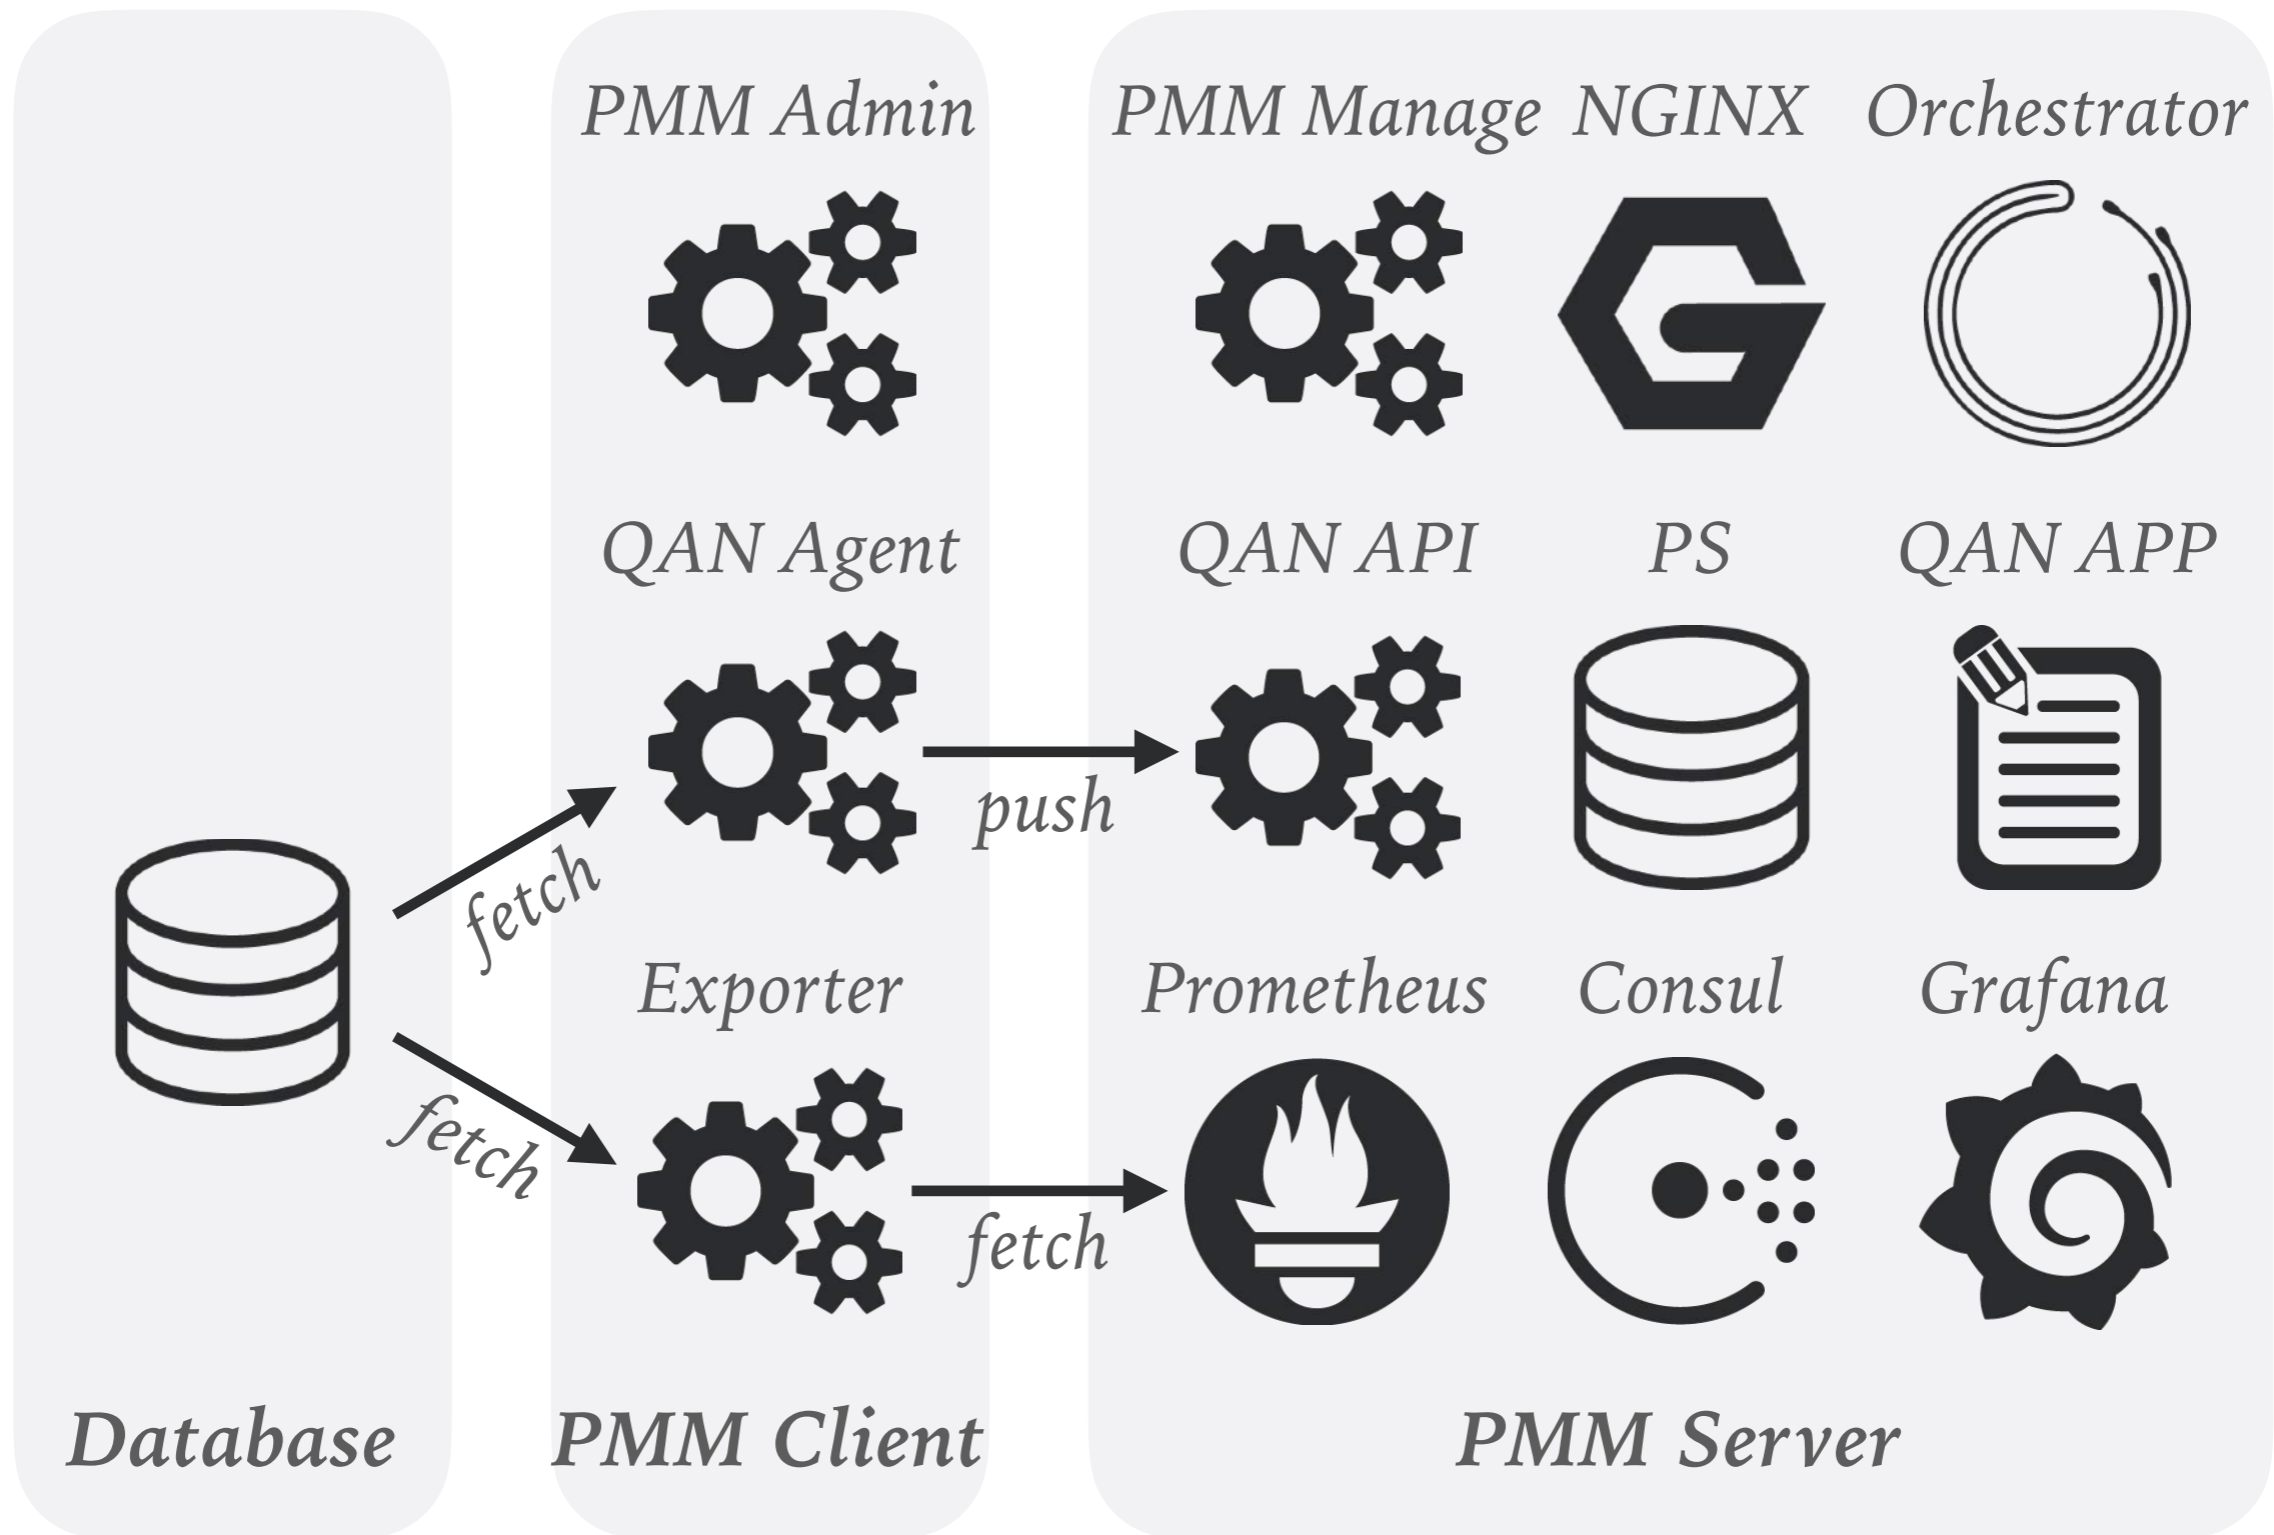 PMM Admin
PMM Manage
NGINX
Orchestrator
QAN Agent
QAN API
PS
QAN APP
push
fetch
Exporter
Prometheus
Consul
Grafana
fetch
fetch
Database
PMM Client
PMM Server